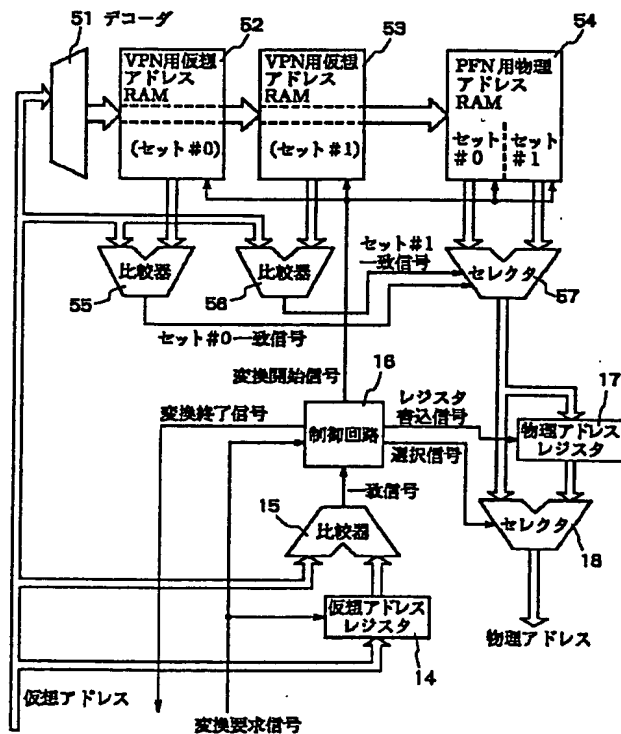 51 デコーダ
52
53
54
VPN用仮想
アドレス
RAM
(セット#0)
VPN用仮想
アドレス
RAM
(セット#1)
PFN用物理
アドレス
RAM
セット
#0
セット
#1
比較器
55
比較器
56
セット#1
一致信号
セレクタ
57
セット#0一致信号
変換開始信号
16
変換終了信号
制御回路
レジスタ
書込信号
選択信号
17
物理アドレス
レジスタ
一致信号
15
比較器
セレクタ
18
仮想アドレス
レジスタ
14
物理アドレス
仮想アドレス
変換要求信号